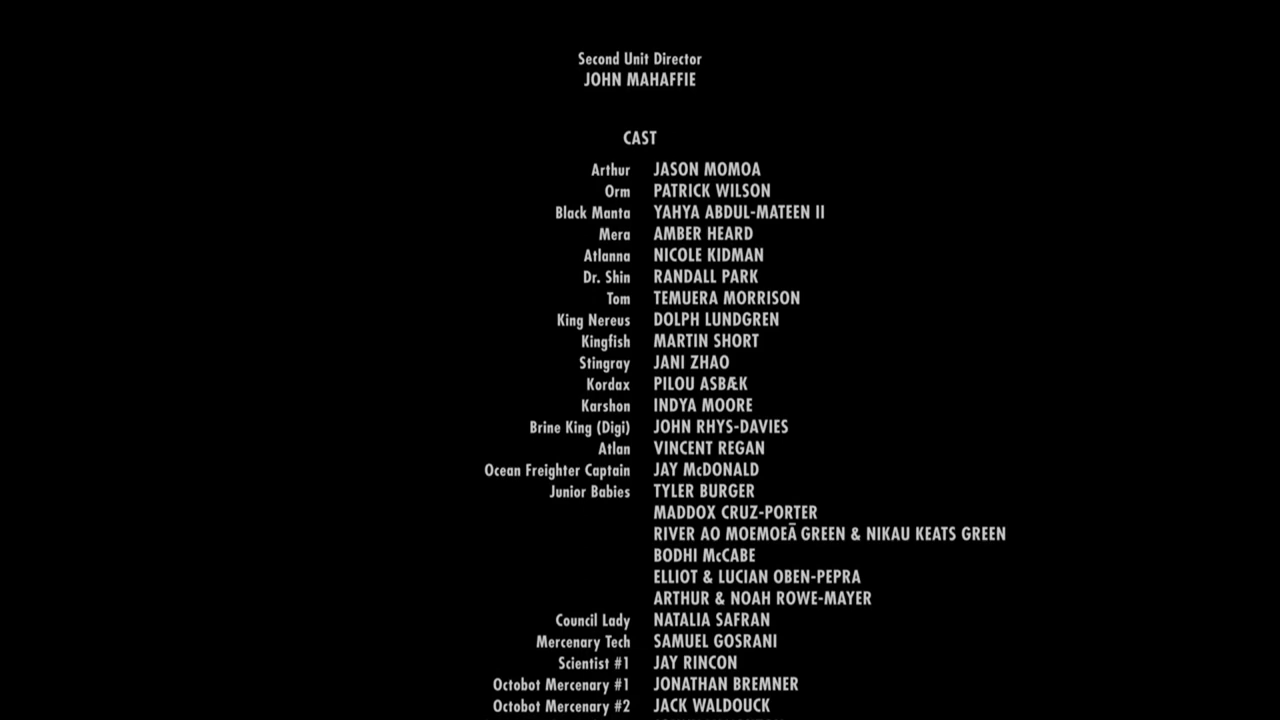 Second Unit Director
JOHN MAHAFFIE
CAST
Arthur JASON MOMOA
Orm PATRICK WILSON
Black Manta YAHYA ABDUL-MATEEN II
Mera AMBER HEARD
Atlanna NICOLE KIDMAN
Dr. Shin RANDALL PARK
Tom TEMUERA MORRISON
King Nereus DOLPH LUNDGREN
Kingfish MARTIN SHORT
Stingray JANI ZHAO
Kordax PILOU ASBÆK
Karshon INDYA MOORE
Brine King (Digi) JOHN RHYS-DAVIES
Atlan VINCENT REGAN
Ocean Freighter Captain JAY McDONALD
Junior Babies TYLER BURGER
MADDOX CRUZ-PORTER
RIVER AO MOEMOEĀ GREEN & NIKAU KEATS GREEN
BODHI McCABE
ELLIOT & LUCIAN OBEN-PEPRA
ARTHUR & NOAH ROWE-MAYER
Council Lady NATALIA SAFRAN
Mercenary Tech SAMUEL GOSRANI
Scientist #1 JAY RINCON
Octobot Mercenary #1 JONATHAN BREMNER
Octobot Mercenary #2 JACK WALDOUCK